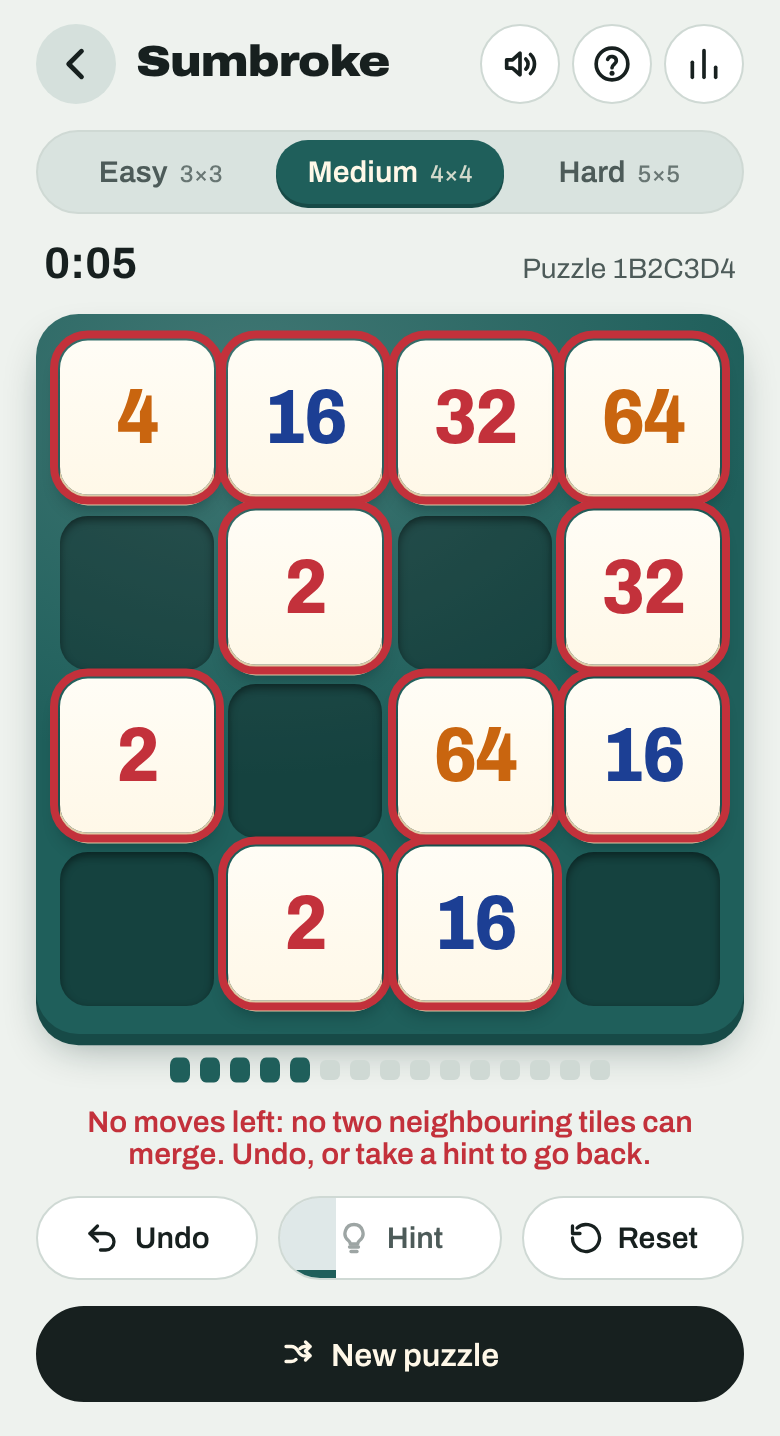 Sumbroke
Easy 3×3 Medium 4×4 Hard 5×5
0:05 Puzzle 1B2C3D4
4 16 32 64
2 32
2 64 16
2 16
No moves left: no two neighbouring tiles can
merge. Undo, or take a hint to go back.
Undo Hint Reset
New puzzle